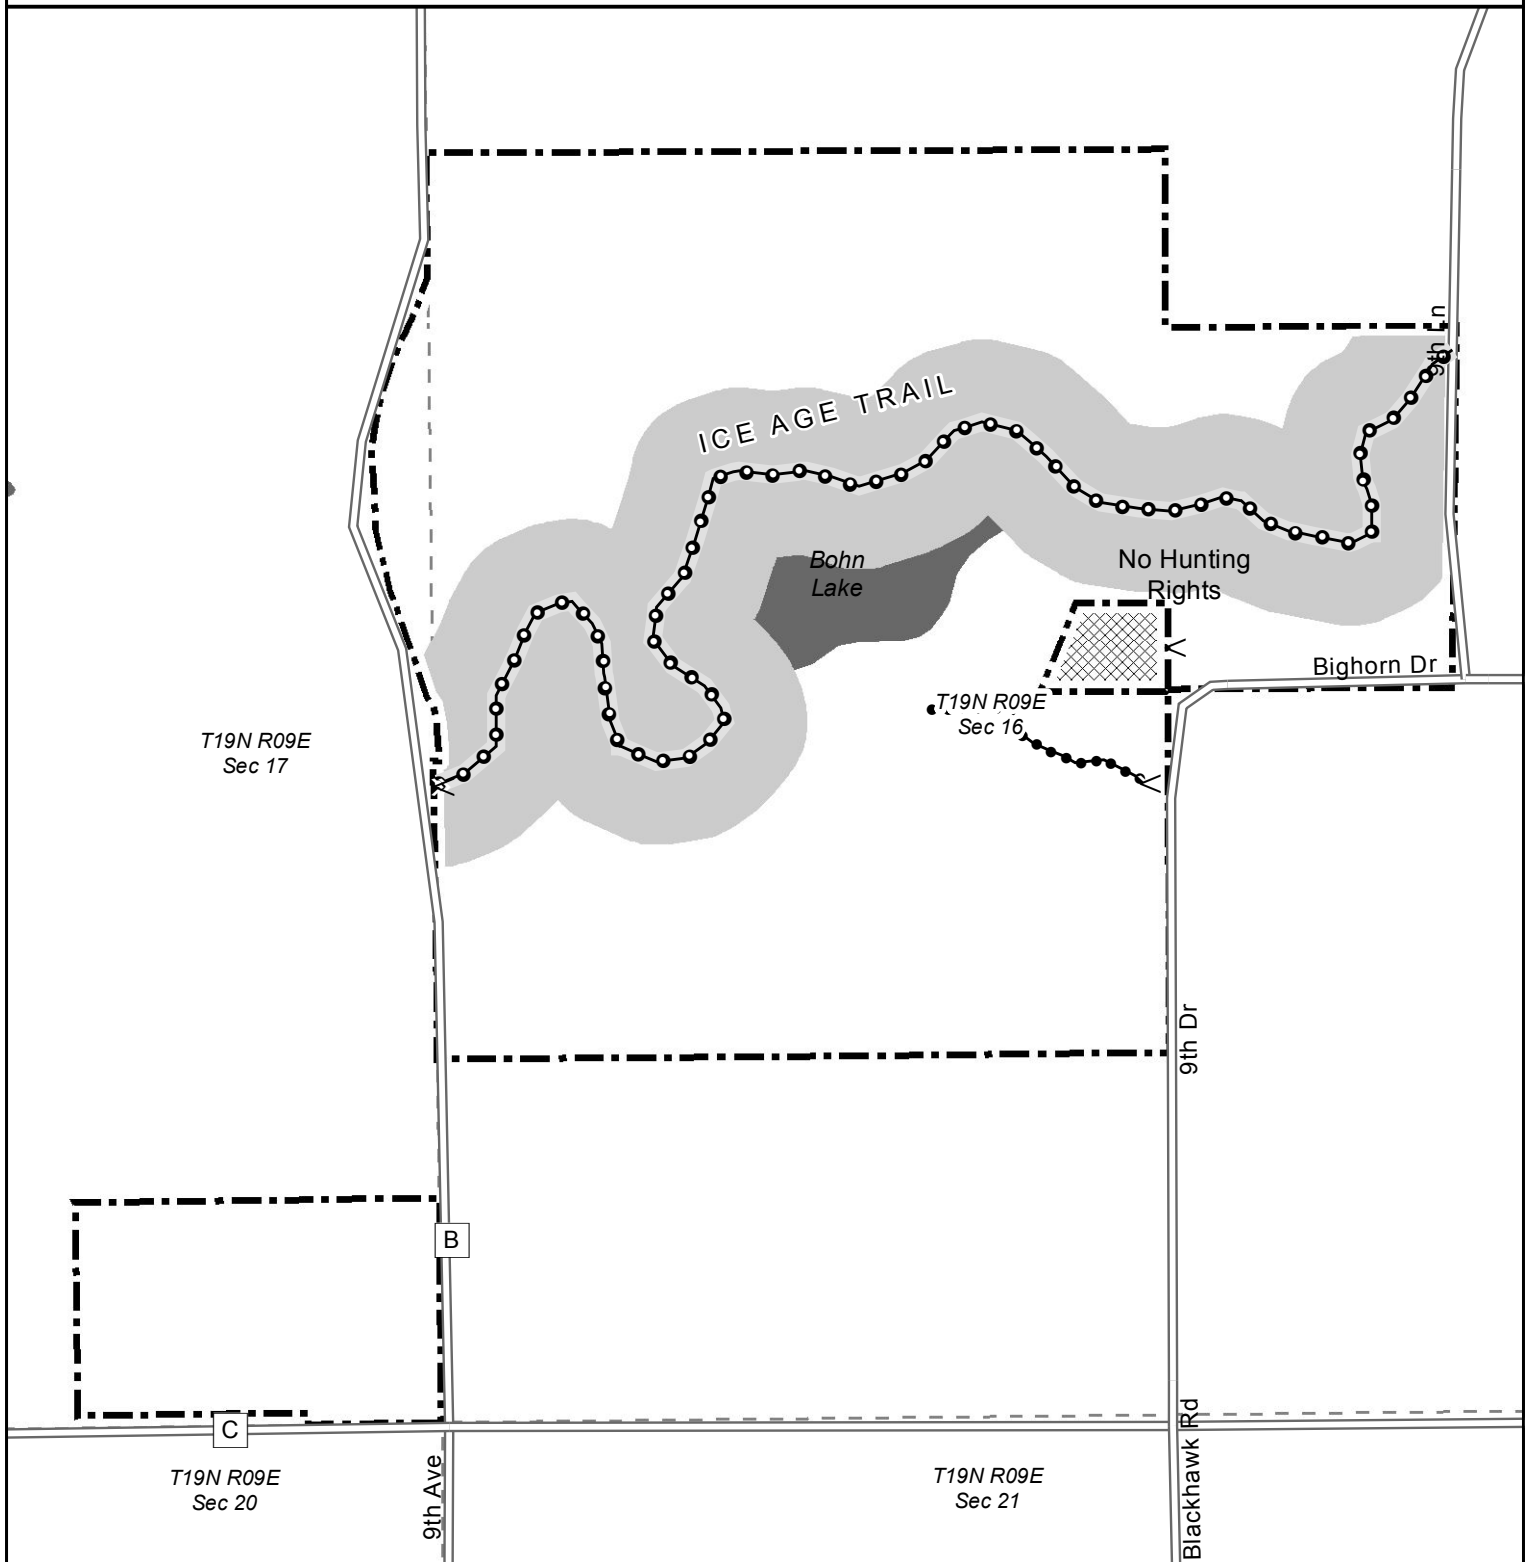 9th Ln
ICE AGE TRAIL
Bohn
Lake
No Hunting
Rights
Bighorn Dr
T19N R09E
Sec 16
T19N R09E
Sec 17
9th Dr
B
C
Blackhawk Rd
9th Ave
T19N R09E
Sec 20
T19N R09E
Sec 21